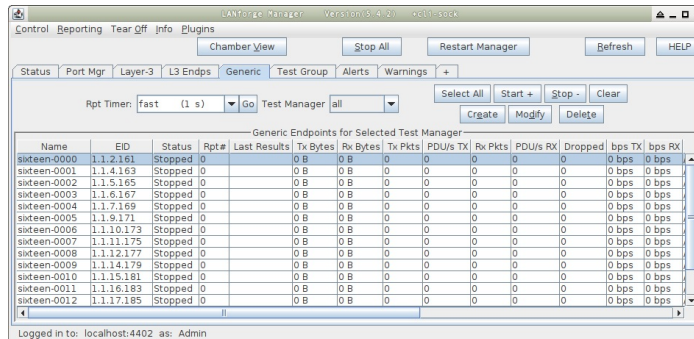 LANforge Manager Version(5.4.2) +cli-sock
Control Reporting Tear Off Info Plugins
Chamber View Stop All Restart Manager Refresh HELP
Status Port Mgr Layer-3 L3 Endps Generic Test Group Alerts Warnings +
Rpt Timer: fast (1 s) Go Test Manager all Select All Start + Stop - Clear
Create Modify Delete
Generic Endpoints for Selected Test Manager
Name EID Status Rpt# Last Results Tx Bytes Rx Bytes Tx Pkts PDU/s TX Rx Pkts PDU/s RX Dropped bps TX bps RX
sixteen-0000 1.1.2.161 Stopped 0 0 B 0 B 0 0 0 0 0 0 bps 0 bps
sixteen-0001 1.1.4.163 Stopped 0 0 B 0 B 0 0 0 0 0 0 bps 0 bps
sixteen-0002 1.1.5.165 Stopped 0 0 B 0 B 0 0 0 0 0 0 bps 0 bps
sixteen-0003 1.1.6.167 Stopped 0 0 B 0 B 0 0 0 0 0 0 bps 0 bps
sixteen-0004 1.1.7.169 Stopped 0 0 B 0 B 0 0 0 0 0 0 bps 0 bps
sixteen-0005 1.1.9.171 Stopped 0 0 B 0 B 0 0 0 0 0 0 bps 0 bps
sixteen-0006 1.1.10.173 Stopped 0 0 B 0 B 0 0 0 0 0 0 bps 0 bps
sixteen-0007 1.1.11.175 Stopped 0 0 B 0 B 0 0 0 0 0 0 bps 0 bps
sixteen-0008 1.1.12.177 Stopped 0 0 B 0 B 0 0 0 0 0 0 bps 0 bps
sixteen-0009 1.1.14.179 Stopped 0 0 B 0 B 0 0 0 0 0 0 bps 0 bps
sixteen-0010 1.1.15.181 Stopped 0 0 B 0 B 0 0 0 0 0 0 bps 0 bps
sixteen-0011 1.1.16.183 Stopped 0 0 B 0 B 0 0 0 0 0 0 bps 0 bps
sixteen-0012 1.1.17.185 Stopped 0 0 B 0 B 0 0 0 0 0 0 bps 0 bps
Logged in to: localhost:4402 as: Admin